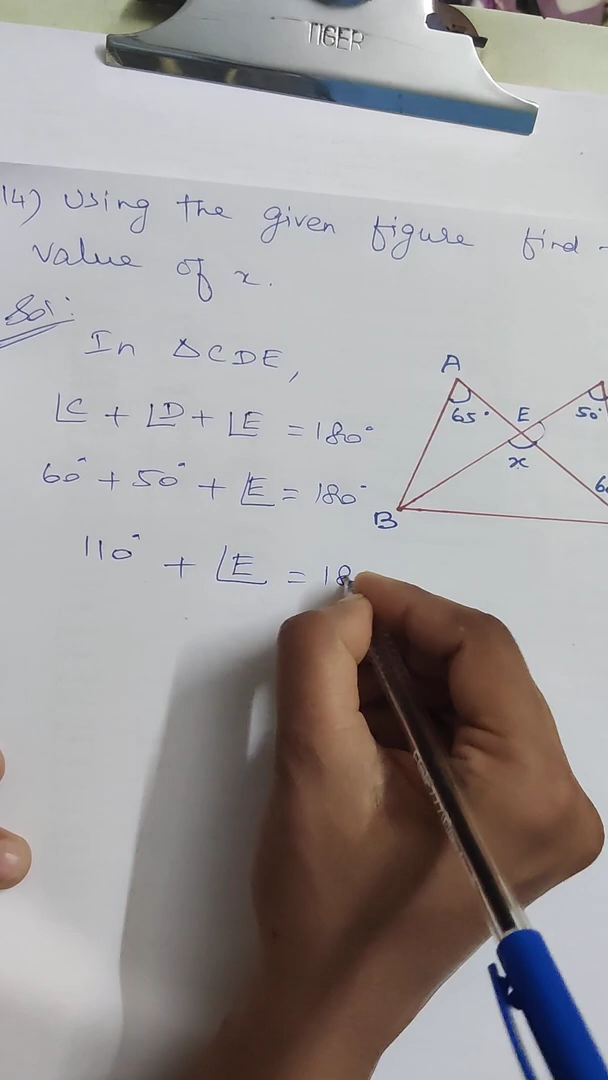 TIGER
14) Using the given figure find
value of x.
Sol:
In ΔCDE,
∠C + ∠D + ∠E = 180°
60° + 50° + ∠E = 180°
110° + ∠E = 18
A
65°
E
50°
x
60
B